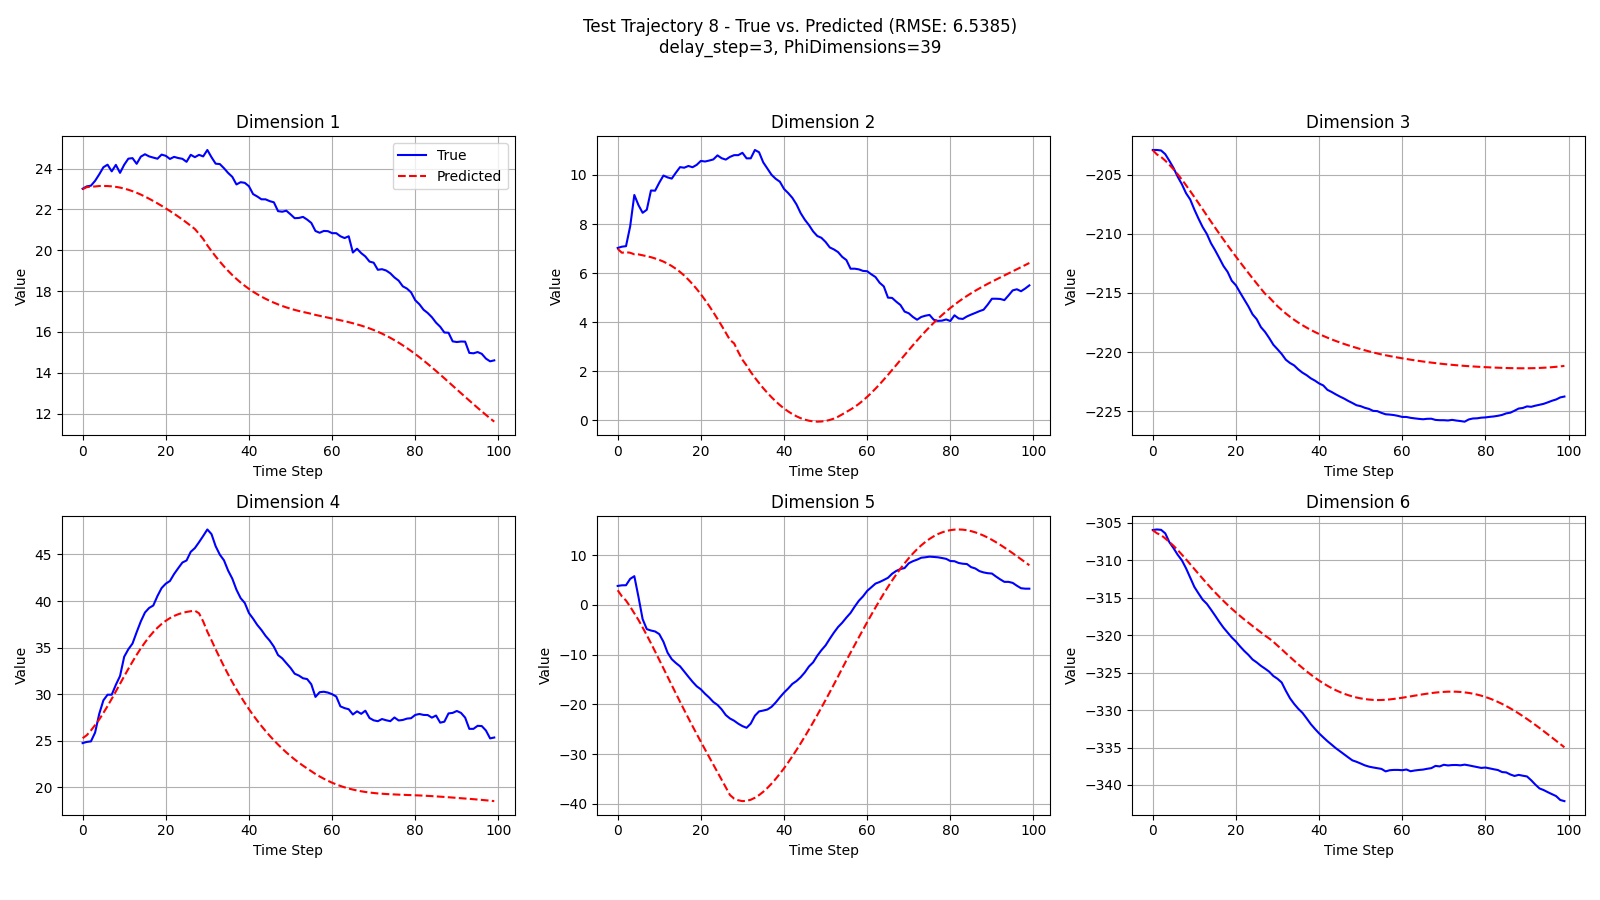 Test Trajectory 8 - True vs. Predicted (RMSE: 6.5385)
delay_step=3, PhiDimensions=39
Dimension 1
True
Predicted
24
22
20
18
16
14
12
Value
0 20 40 60 80 100
Time Step
Dimension 2
10
8
6
4
2
0
Value
0 20 40 60 80 100
Time Step
Dimension 3
−205
−210
−215
−220
−225
Value
0 20 40 60 80 100
Time Step
Dimension 4
45
40
35
30
25
20
Value
0 20 40 60 80 100
Time Step
Dimension 5
10
0
−10
−20
−30
−40
Value
0 20 40 60 80 100
Time Step
Dimension 6
−305
−310
−315
−320
−325
−330
−335
−340
Value
0 20 40 60 80 100
Time Step